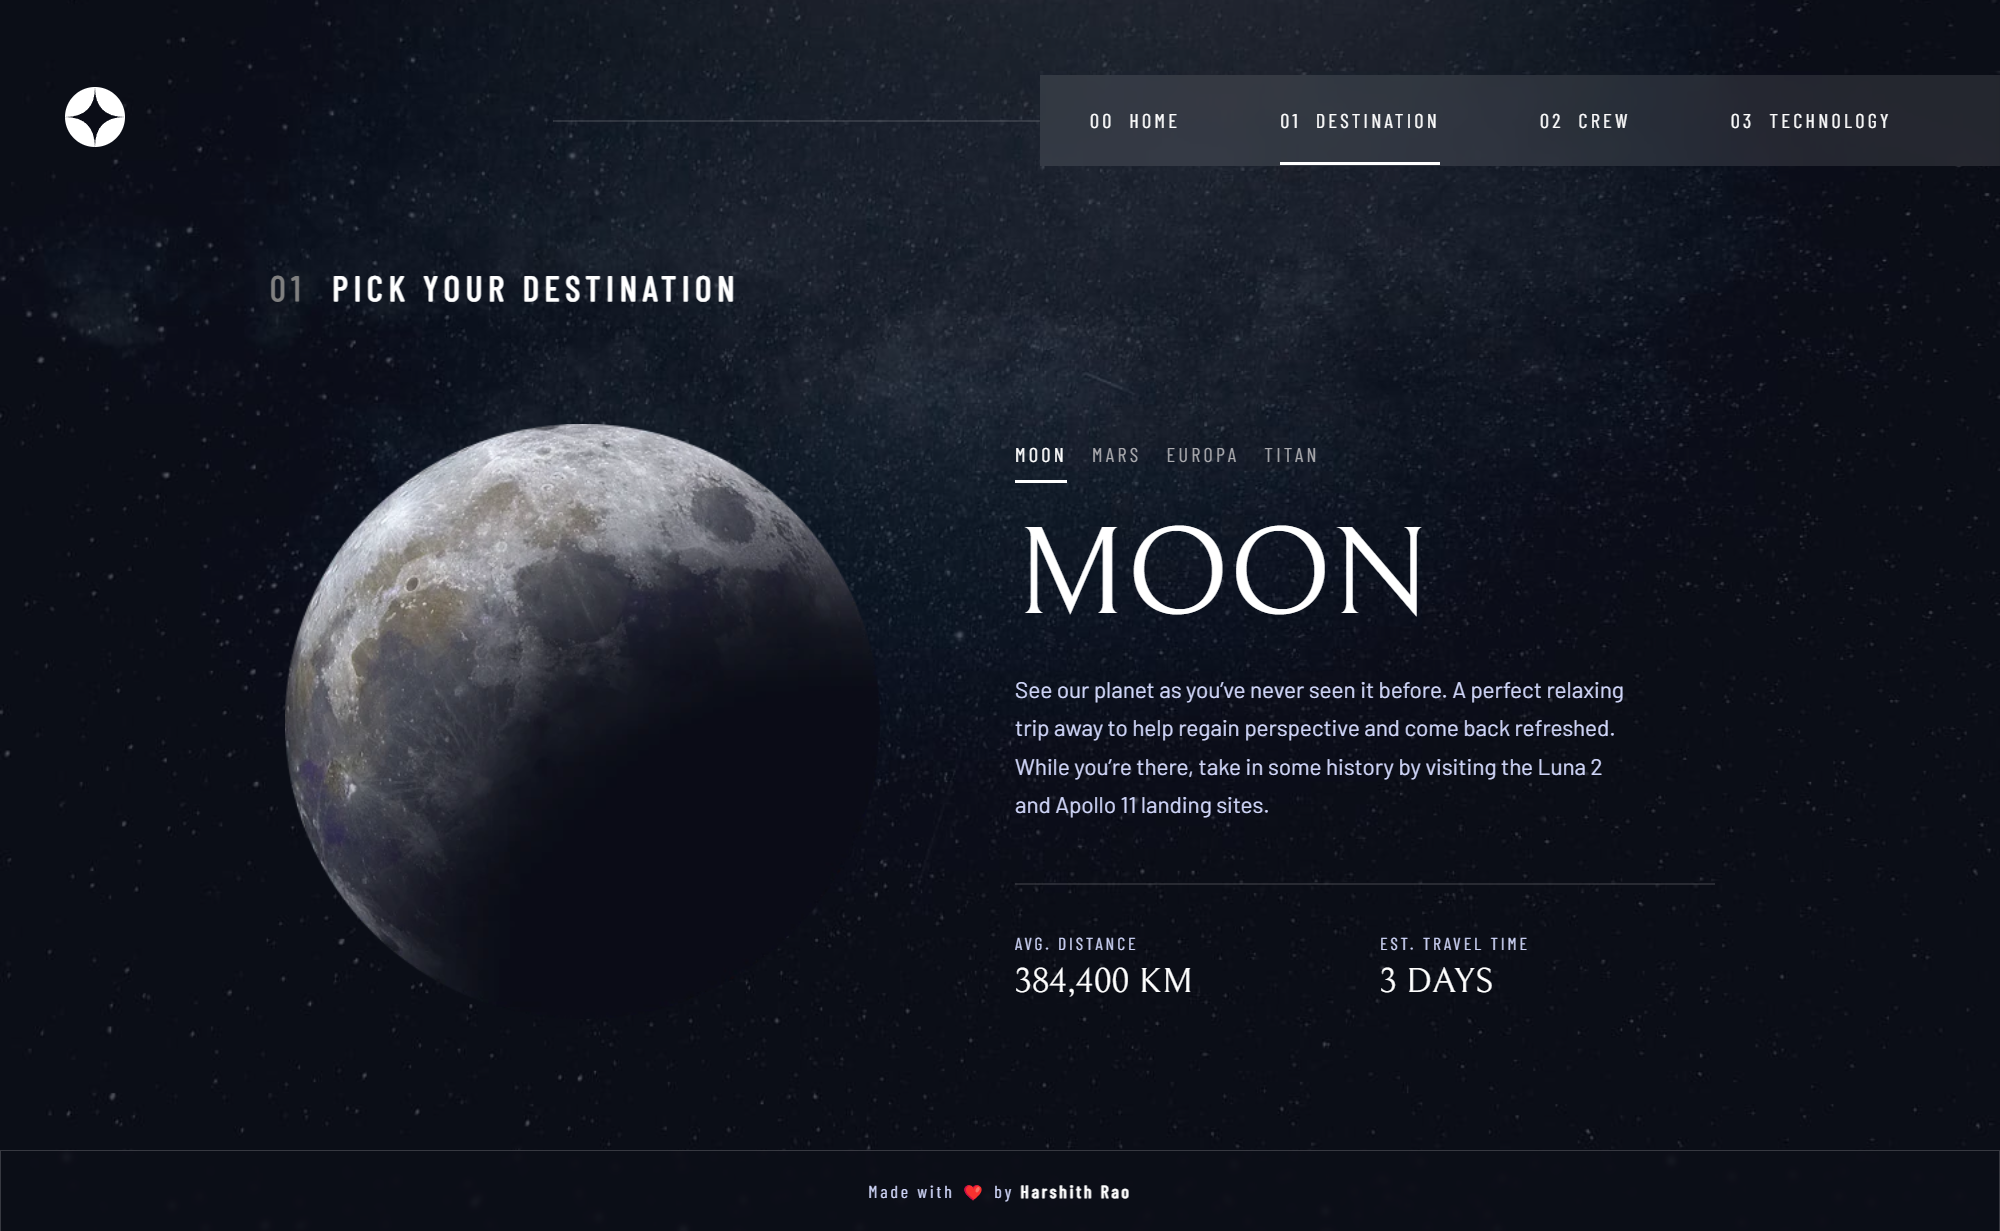 00 HOME 01 DESTINATION 02 CREW 03 TECHNOLOGY
01 PICK YOUR DESTINATION
MOON MARS EUROPA TITAN
MOON
See our planet as you’ve never seen it before. A perfect relaxing
trip away to help regain perspective and come back refreshed.
While you’re there, take in some history by visiting the Luna 2
and Apollo 11 landing sites.
AVG. DISTANCE EST. TRAVEL TIME
384,400 KM 3 DAYS
Made with ❤️ by Harshith Rao